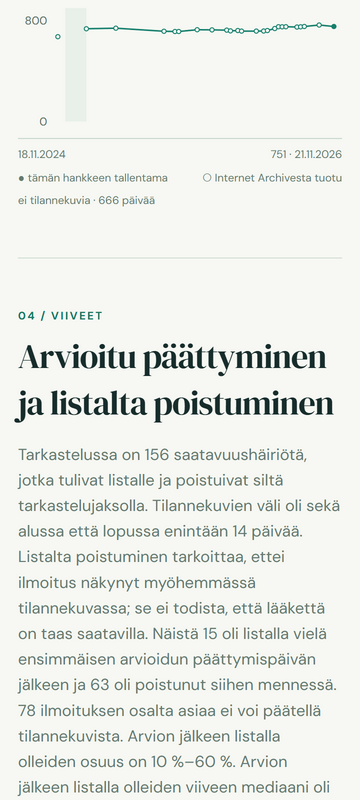 800
0
18.11.2024
751 · 21.11.2026
● tämän hankkeen tallentama
○ Internet Archivesta tuotu
ei tilannekuvia · 666 päivää
04 / VIIVEET
Arvioitu päättyminen
ja listalta poistuminen
Tarkastelussa on 156 saatavuushäiriötä,
jotka tulivat listalle ja poistuivat siltä
tarkastelujaksolla. Tilannekuvien väli oli sekä
alussa että lopussa enintään 14 päivää.
Listalta poistuminen tarkoittaa, ettei
ilmoitus näkynyt myöhemmässä
tilannekuvassa; se ei todista, että lääkettä
on taas saatavilla. Näistä 15 oli listalla vielä
ensimmäisen arvioidun päättymispäivän
jälkeen ja 63 oli poistunut siihen mennessä.
78 ilmoituksen osalta asiaa ei voi päätellä
tilannekuvista. Arvion jälkeen listalla
olleiden osuus on 10 %–60 %. Arvion
jälkeen listalla olleiden viiveen mediaani oli